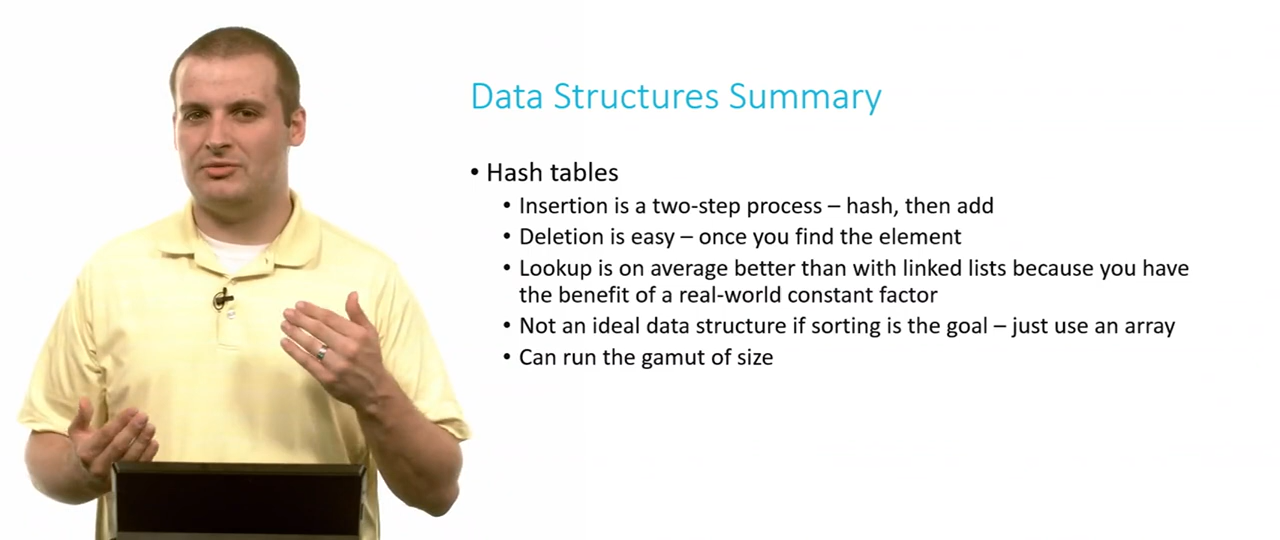 Data Structures Summary
• Hash tables
• Insertion is a two-step process – hash, then add
• Deletion is easy – once you find the element
• Lookup is on average better than with linked lists because you have
the benefit of a real-world constant factor
• Not an ideal data structure if sorting is the goal – just use an array
• Can run the gamut of size